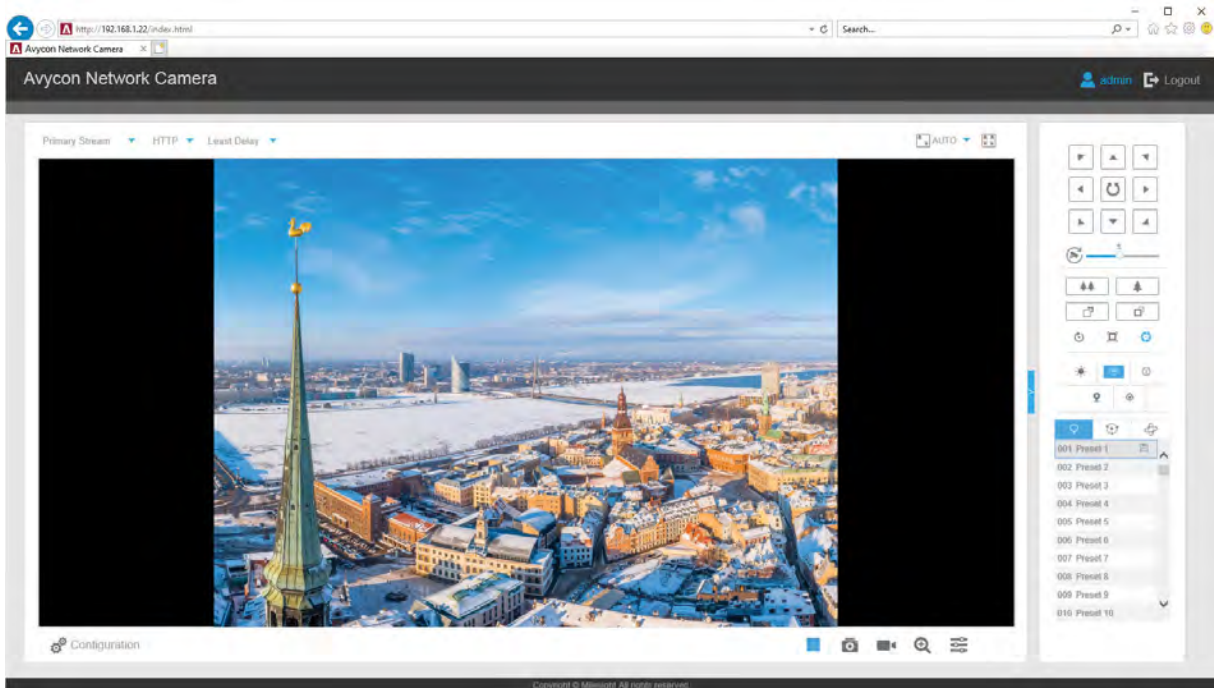 http://192.168.1.22/index.html
Search...
Avycon Network Camera
Avycon Network Camera
admin
Logout
Primary Stream
HTTP
Least Delay
AUTO
5
001 Preset 1
002 Preset 2
003 Preset 3
004 Preset 4
005 Preset 5
006 Preset 6
007 Preset 7
008 Preset 8
009 Preset 9
010 Preset 10
Configuration
Copyright © Milesight All rights reserved